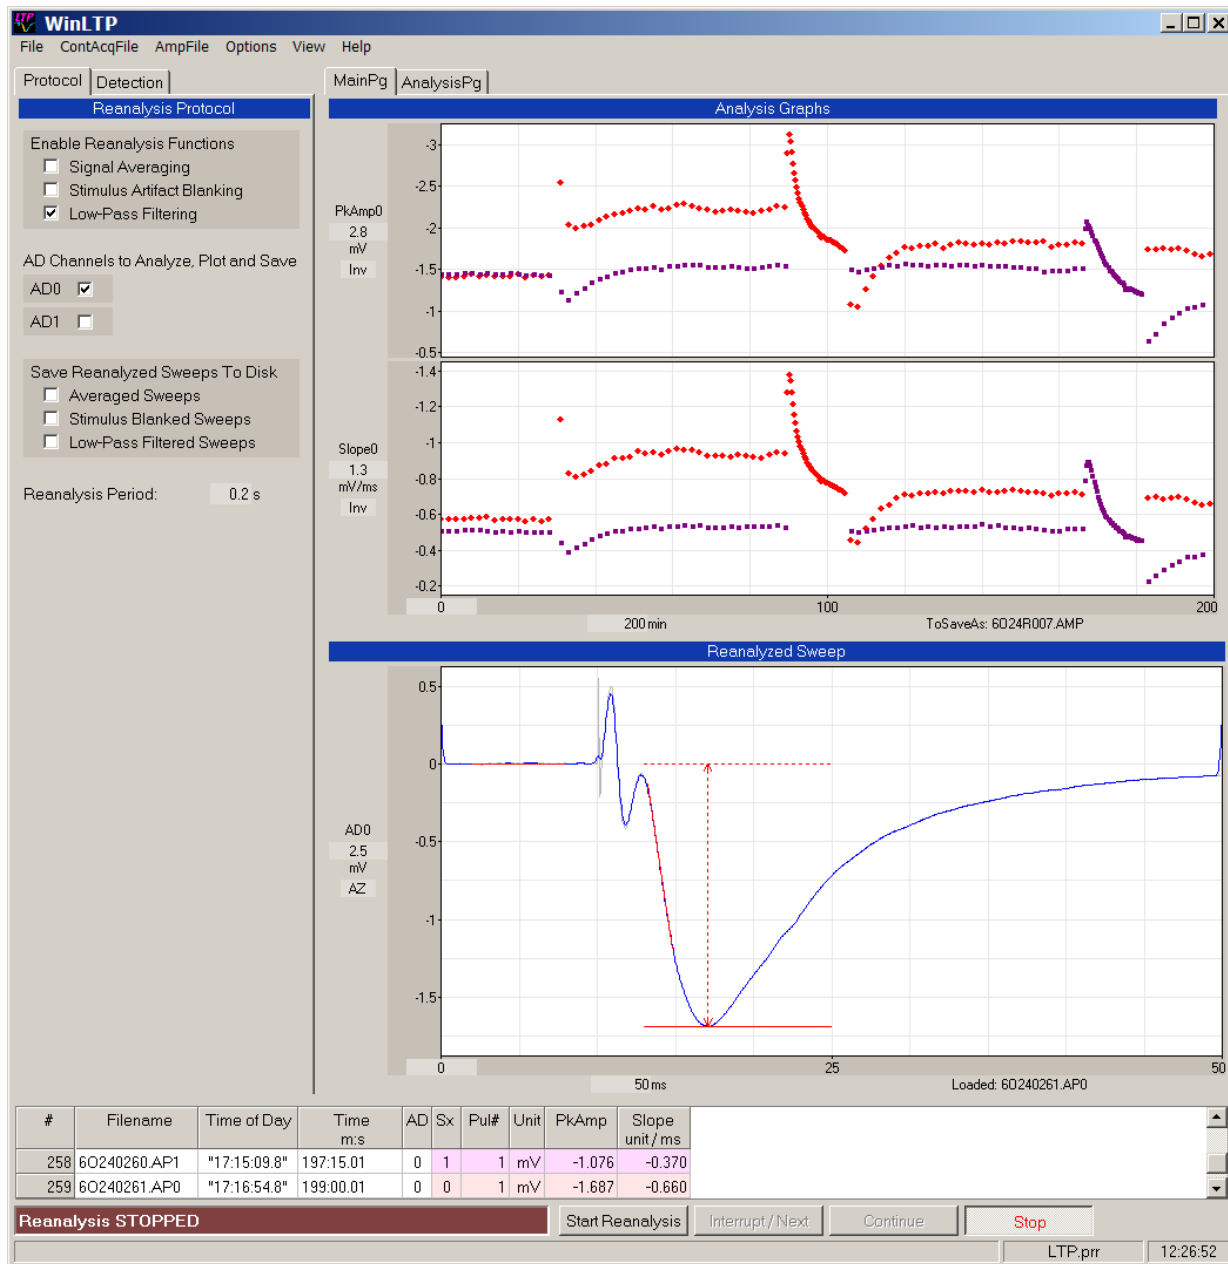 LTP WinLTP
File ContAcqFile AmpFile Options View Help
Protocol Detection
MainPg AnalysisPg
Reanalysis Protocol
Enable Reanalysis Functions
Signal Averaging
Stimulus Artifact Blanking
Low-Pass Filtering
AD Channels to Analyze, Plot and Save
AD0
AD1
Save Reanalyzed Sweeps To Disk
Averaged Sweeps
Stimulus Blanked Sweeps
Low-Pass Filtered Sweeps
Reanalysis Period: 0.2 s
Analysis Graphs
PkAmp0
2.8
mV
Inv
-3
-2.5
-2
-1.5
-1
-0.5
Slope0
1.3
mV/ms
Inv
-1.4
-1.2
-1
-0.8
-0.6
-0.4
-0.2
0 100 200
200 min ToSaveAs: 6O24R007.AMP
Reanalyzed Sweep
AD0
2.5
mV
AZ
0.5
0
-0.5
-1
-1.5
0 25 50
50 ms Loaded: 6O240261.AP0
# Filename Time of Day Time m:s AD Sx Pul# Unit PkAmp Slope unit/ms
258 6O240260.AP1 "17:15:09.8" 197:15.01 0 1 1 mV -1.076 -0.370
259 6O240261.AP0 "17:16:54.8" 199:00.01 0 0 1 mV -1.687 -0.660
Reanalysis STOPPED Start Reanalysis Interrupt/Next Continue Stop
LTP.prr 12:26:52